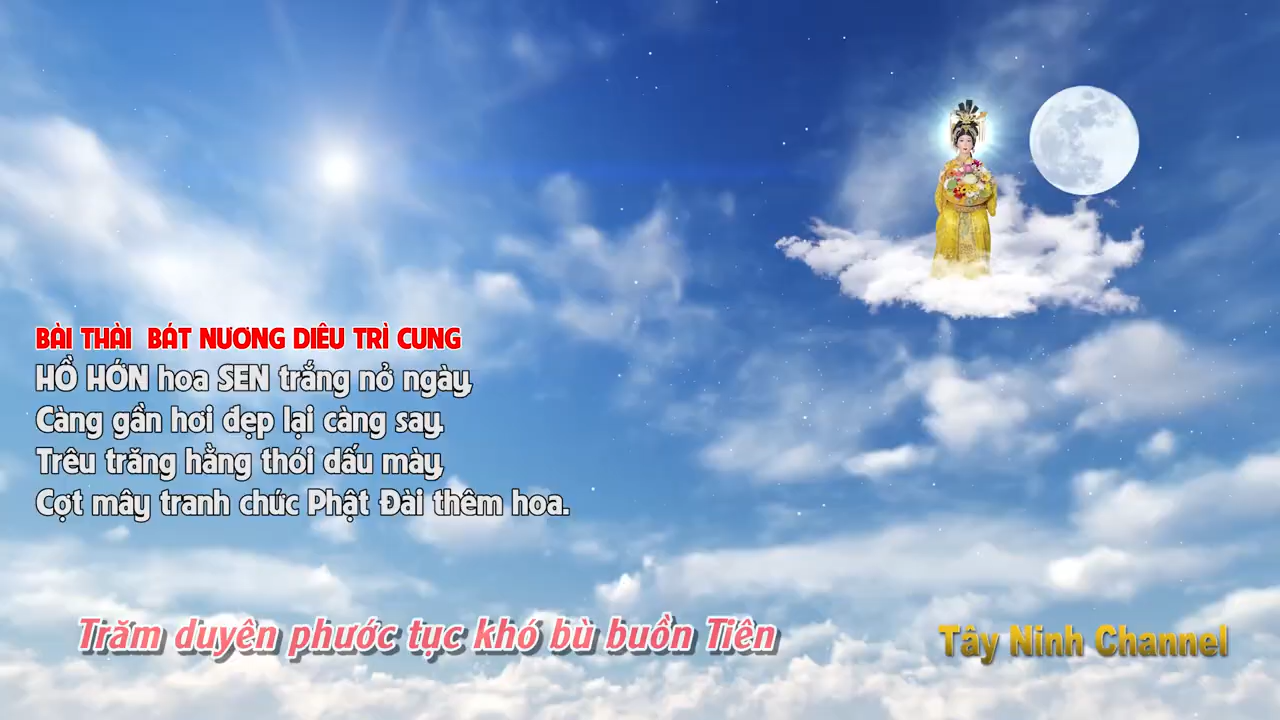 BÀI THÀI BÁT NƯƠNG DIÊU TRÌ CUNG
HỒ HỚN hoa SEN trắng nở ngày,
Càng gần hơi đẹp lại càng say.
Trêu trăng hằng thói dấu mày,
Cợt mây tranh chức Phật Đài thêm hoa.
Trăm duyên phước tục khó bù buồn Tiên
Tây Ninh Channel